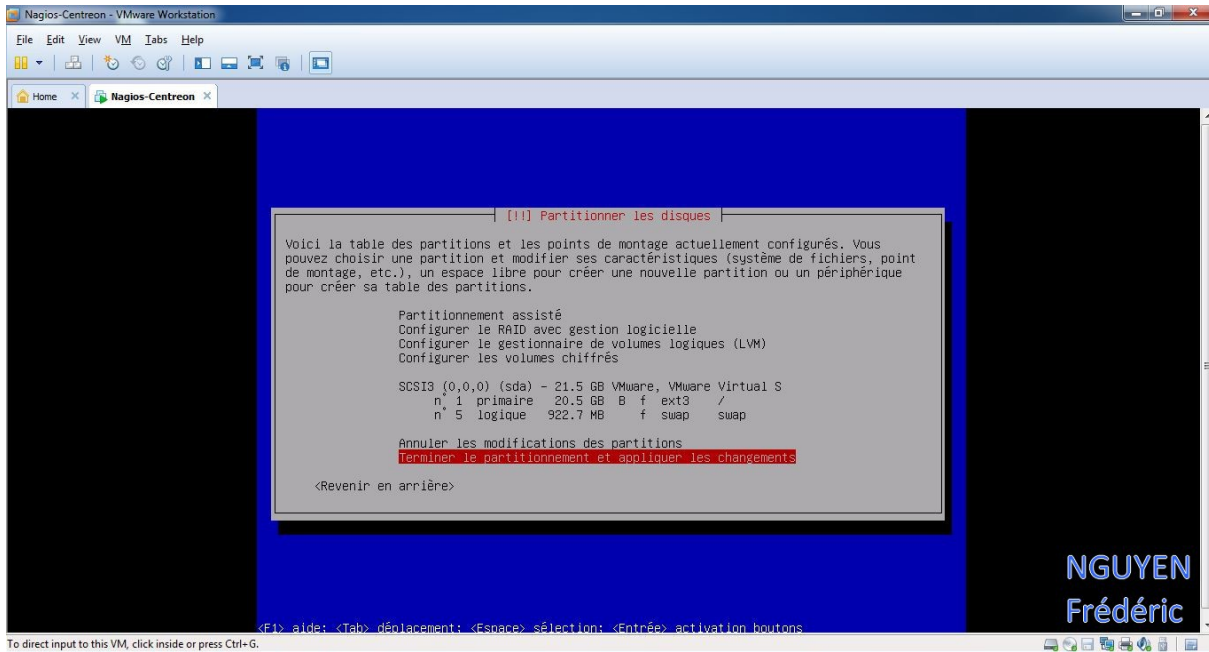 Nagios-Centreon - VMware Workstation
File Edit View VM Tabs Help
Home Nagios-Centreon
[!!] Partitionner les disques
Voici la table des partitions et les points de montage actuellement configurés. Vous
pouvez choisir une partition et modifier ses caractéristiques (système de fichiers, point
de montage, etc.), un espace libre pour créer une nouvelle partition ou un périphérique
pour créer sa table des partitions.
Partitionnement assisté
Configurer le RAID avec gestion logicielle
Configurer le gestionnaire de volumes logiques (LVM)
Configurer les volumes chiffrés
SCSI3 (0,0,0) (sda) - 21.5 GB VMware, VMware Virtual S
n° 1 primaire 20.5 GB B f ext3 /
n° 5 logique 922.7 MB f swap swap
Annuler les modifications des partitions
Terminer le partitionnement et appliquer les changements
<Revenir en arrière>
NGUYEN
Frédéric
<F1> aide; <Tab> déplacement; <Espace> sélection; <Entrée> activation boutons
To direct input to this VM, click inside or press Ctrl+G.